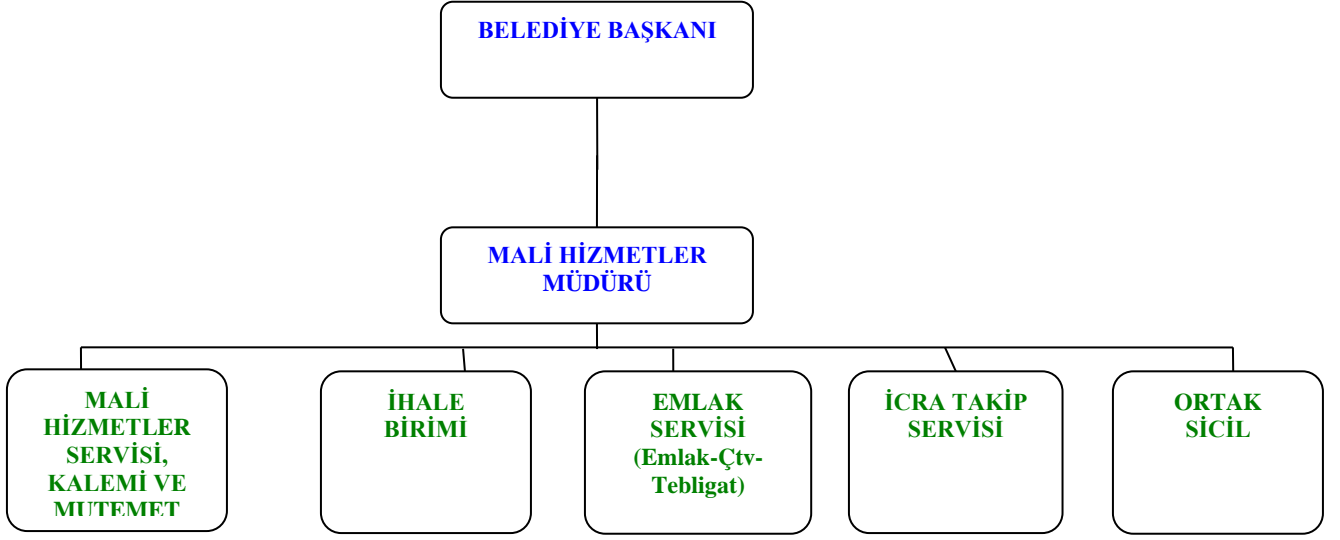 BELEDİYE BAŞKANI
MALİ HİZMETLER
MÜDÜRÜ
MALİ
HİZMETLER
SERVİSİ,
KALEMİ VE
MUTEMET
İHALE
BİRİMİ
EMLAK
SERVİSİ
(Emlak-Çtv-
Tebligat)
İCRA TAKİP
SERVİSİ
ORTAK
SİCİL